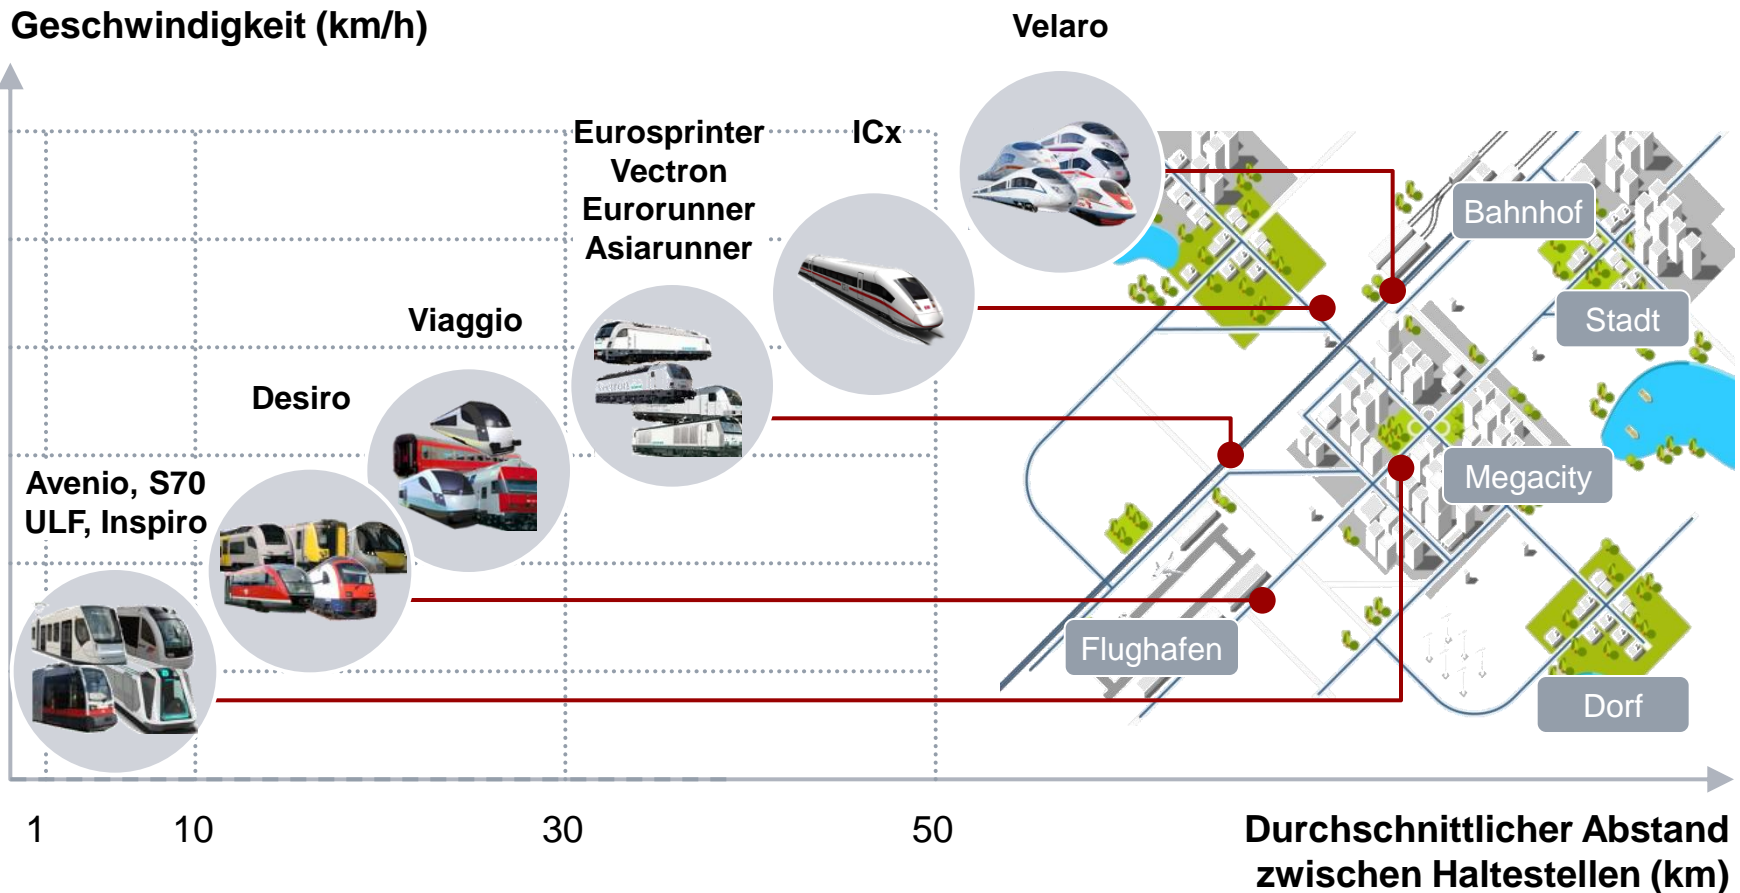 Geschwindigkeit (km/h)
Velaro
Eurosprinter
Vectron
Eurorunner
Asiarunner
ICx
Viaggio
Desiro
Avenio, S70
ULF, Inspiro
Bahnhof
Stadt
Megacity
Flughafen
Dorf
1
10
30
50
Durchschnittlicher Abstand
zwischen Haltestellen (km)